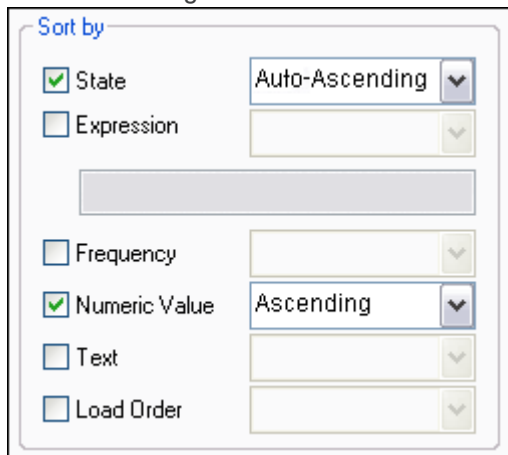 Sort by
State Auto-Ascending
Expression
Frequency
Numeric Value Ascending
Text
Load Order